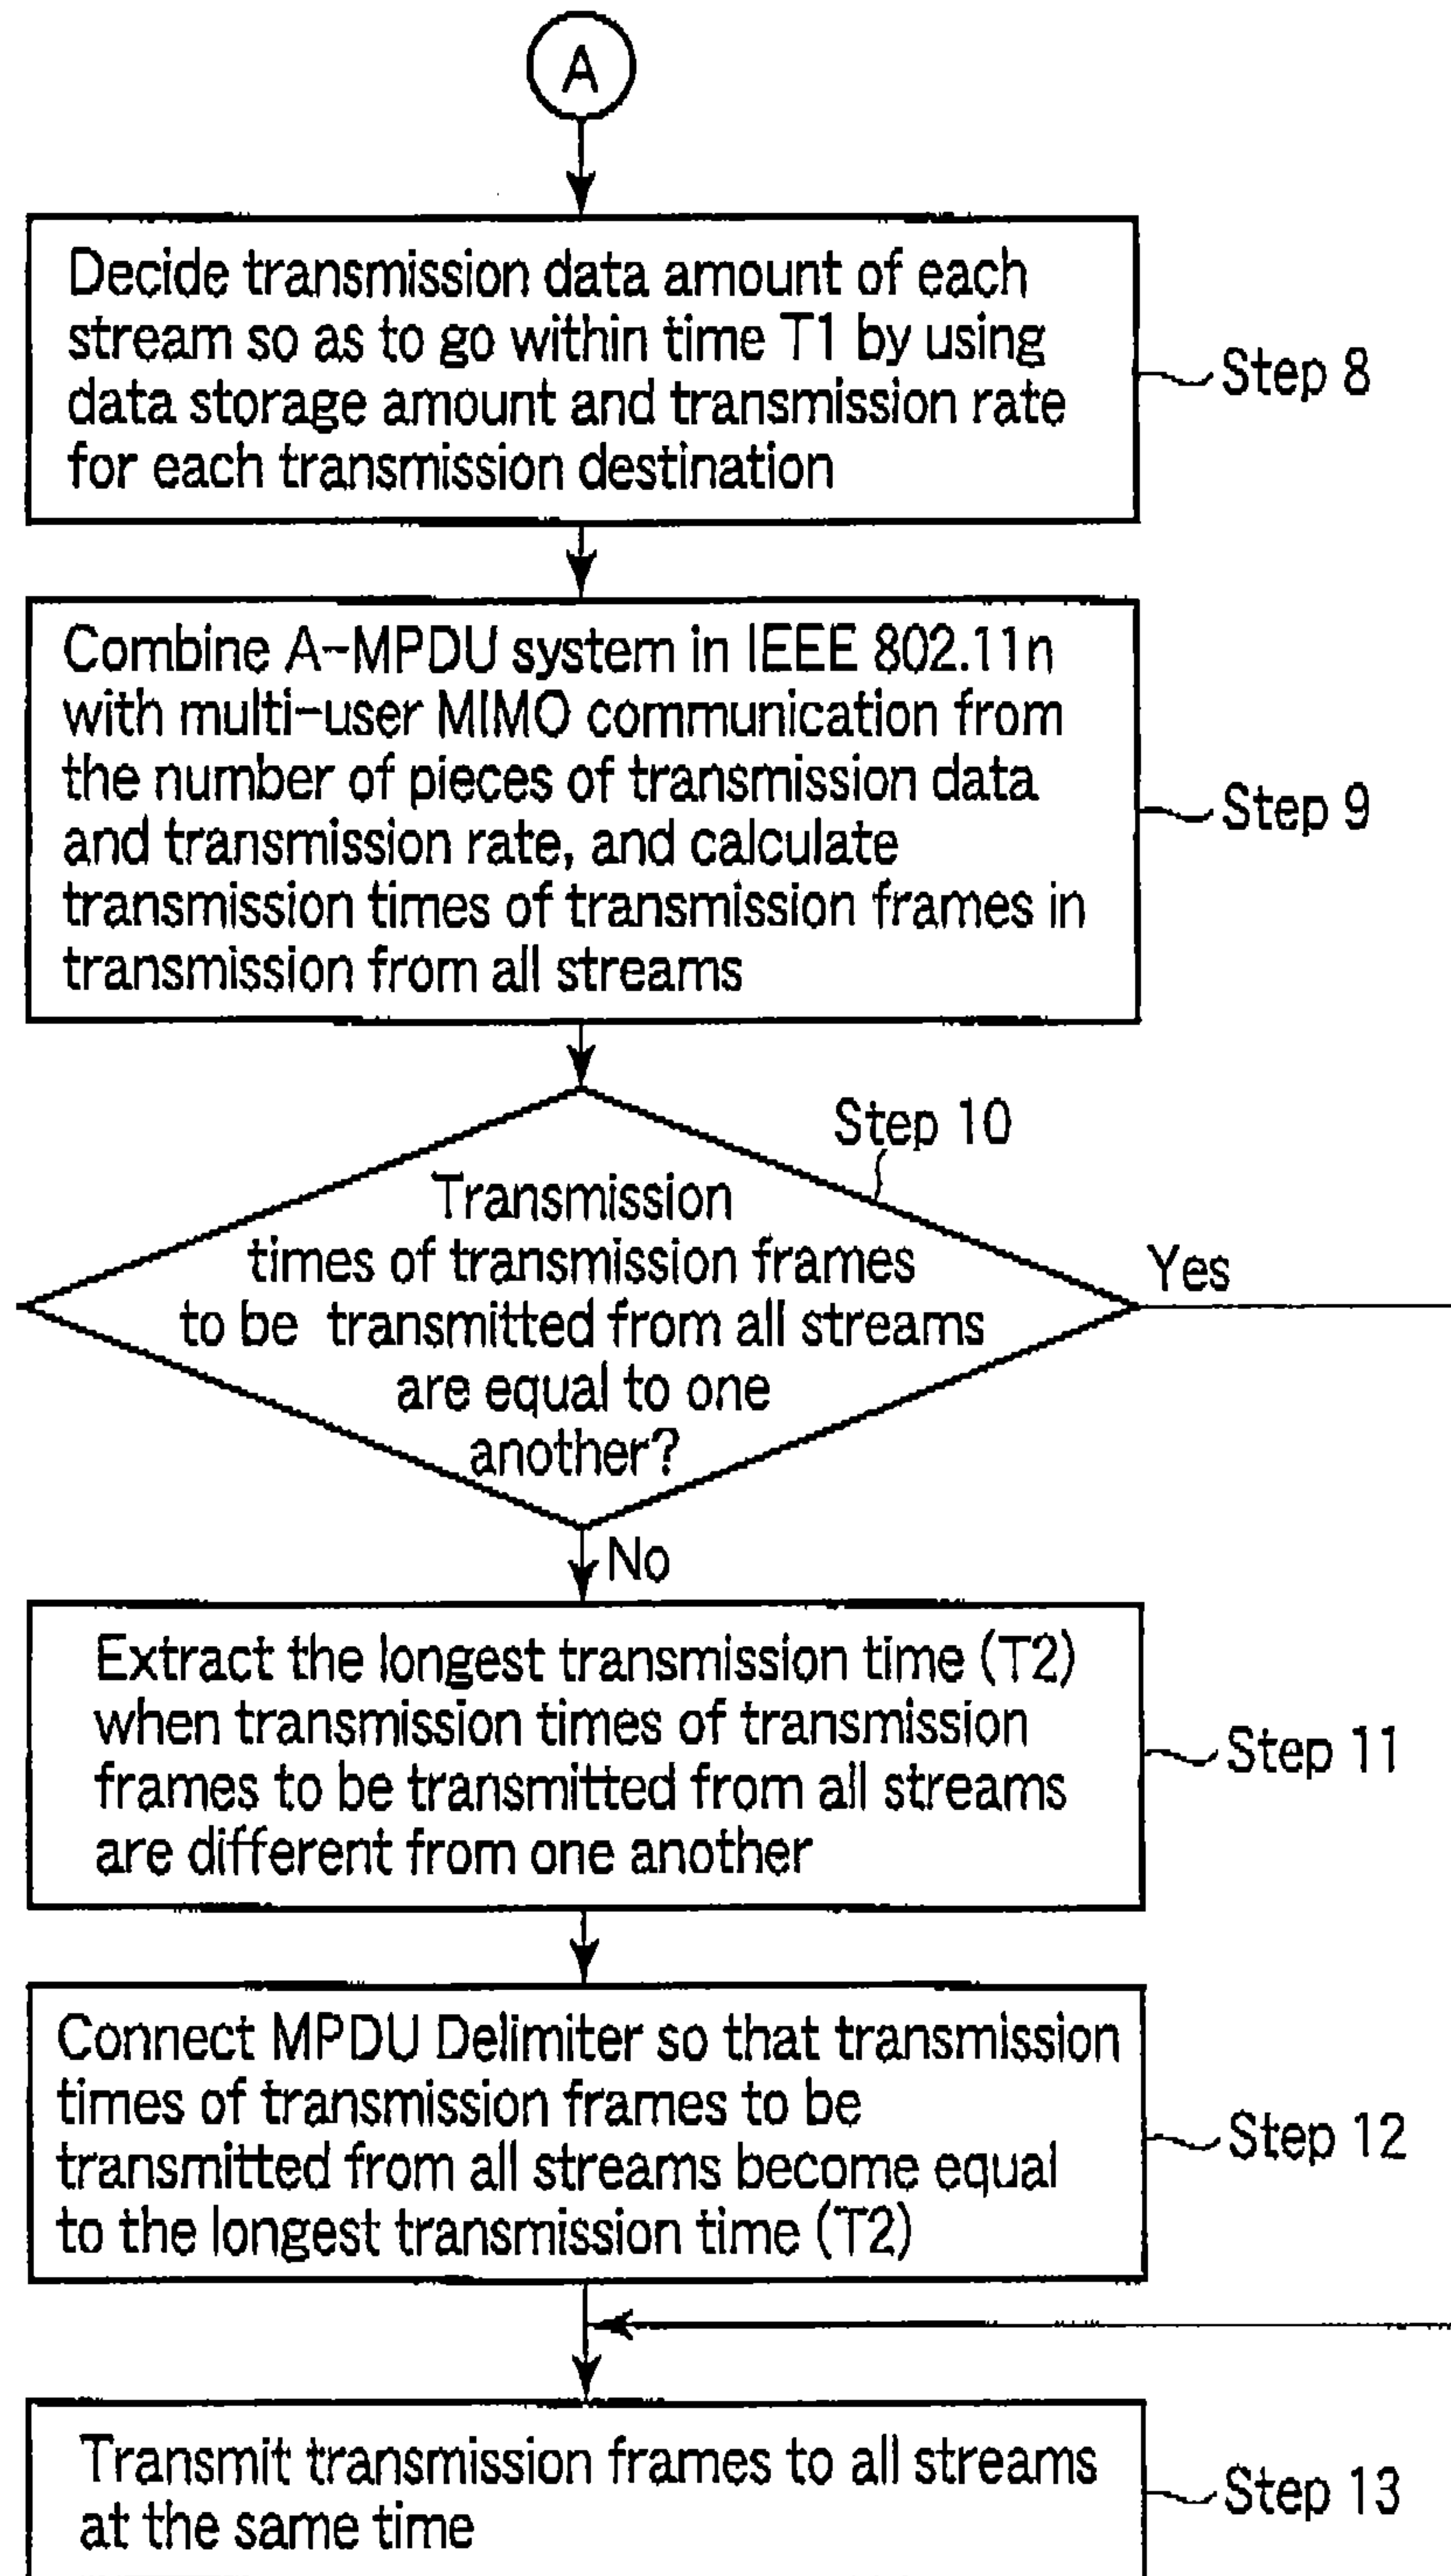 A
Decide transmission data amount of each
stream so as to go within time T1 by using
data storage amount and transmission rate
for each transmission destination
Step 8
Combine A-MPDU system in IEEE 802.11n
with multi-user MIMO communication from
the number of pieces of transmission data
and transmission rate, and calculate
transmission times of transmission frames in
transmission from all streams
Step 9
Step 10
Transmission
times of transmission frames
to be transmitted from all streams
are equal to one
another?
Yes
No
Extract the longest transmission time (T2)
when transmission times of transmission
frames to be transmitted from all streams
are different from one another
Step 11
Connect MPDU Delimiter so that transmission
times of transmission frames to be
transmitted from all streams become equal
to the longest transmission time (T2)
Step 12
Transmit transmission frames to all streams
at the same time
Step 13